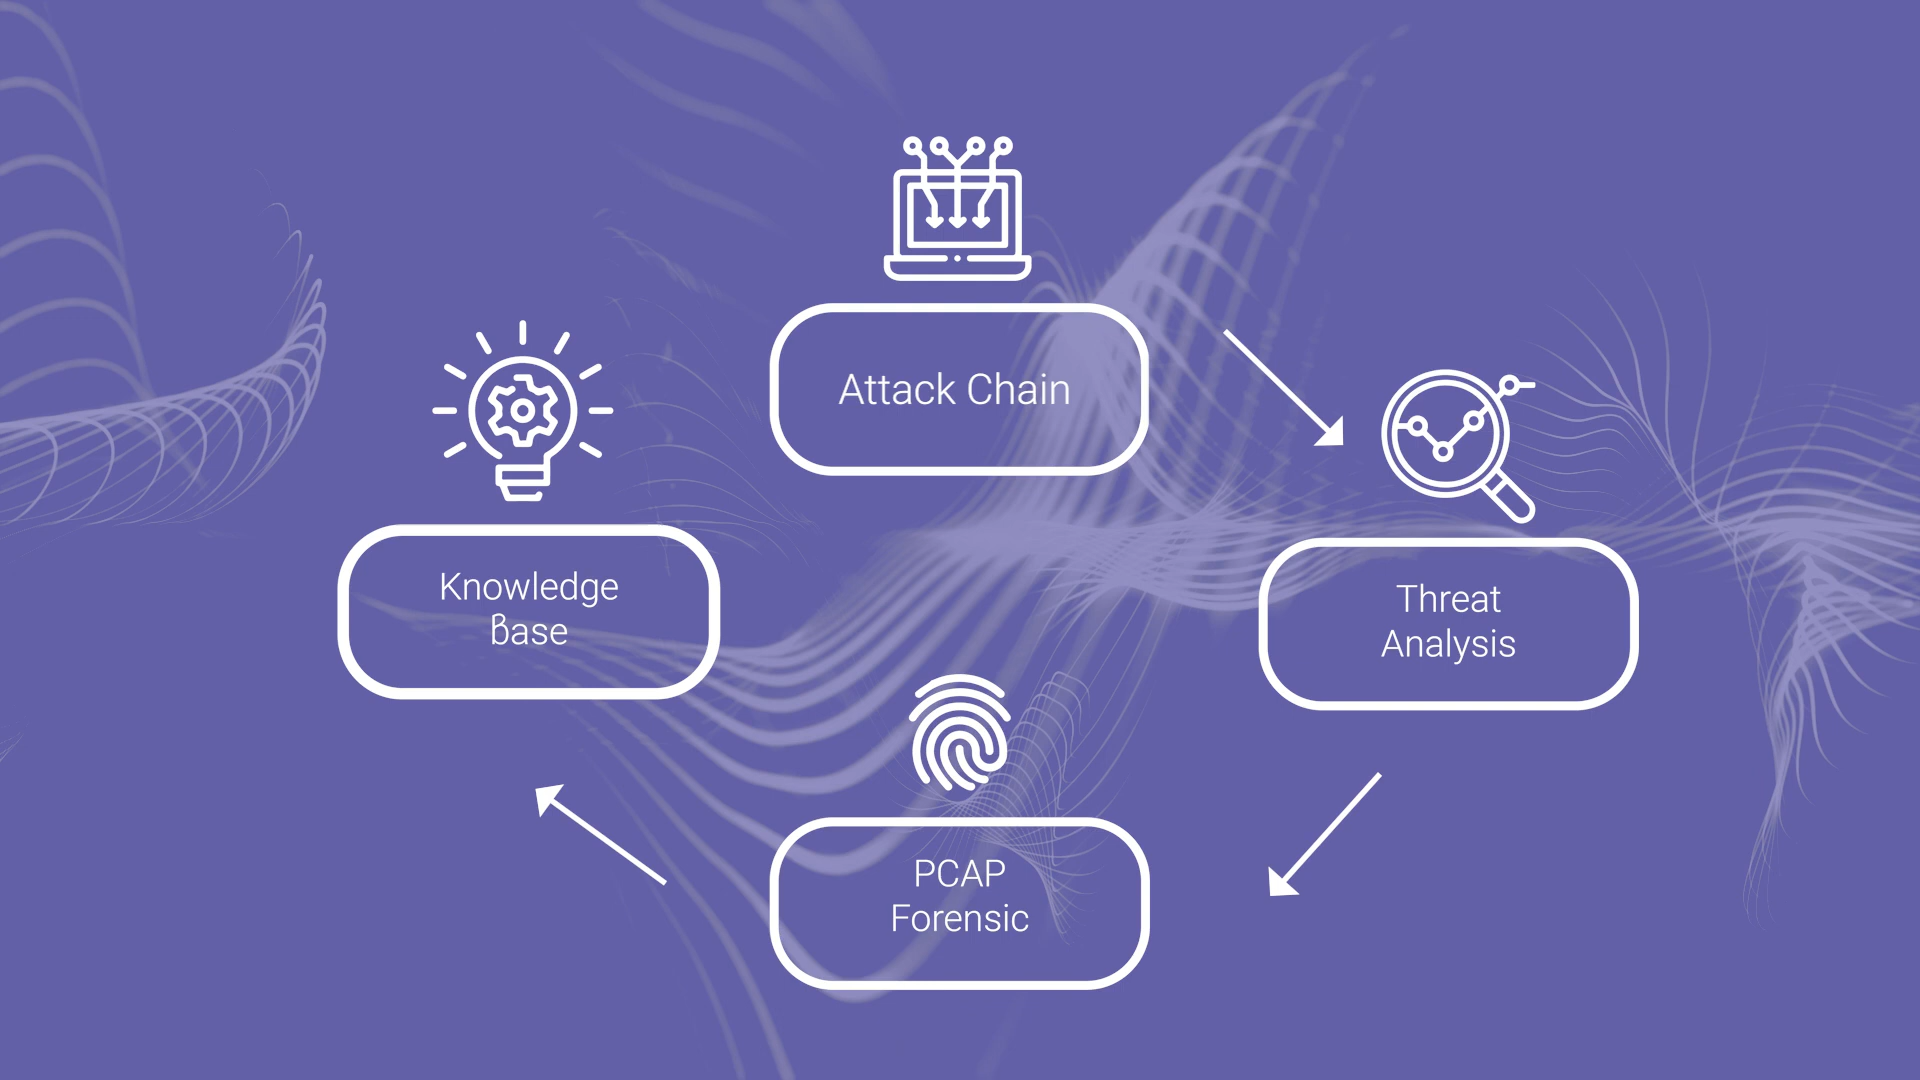 Attack Chain
Knowledge
Base
Threat
Analysis
PCAP
Forensic